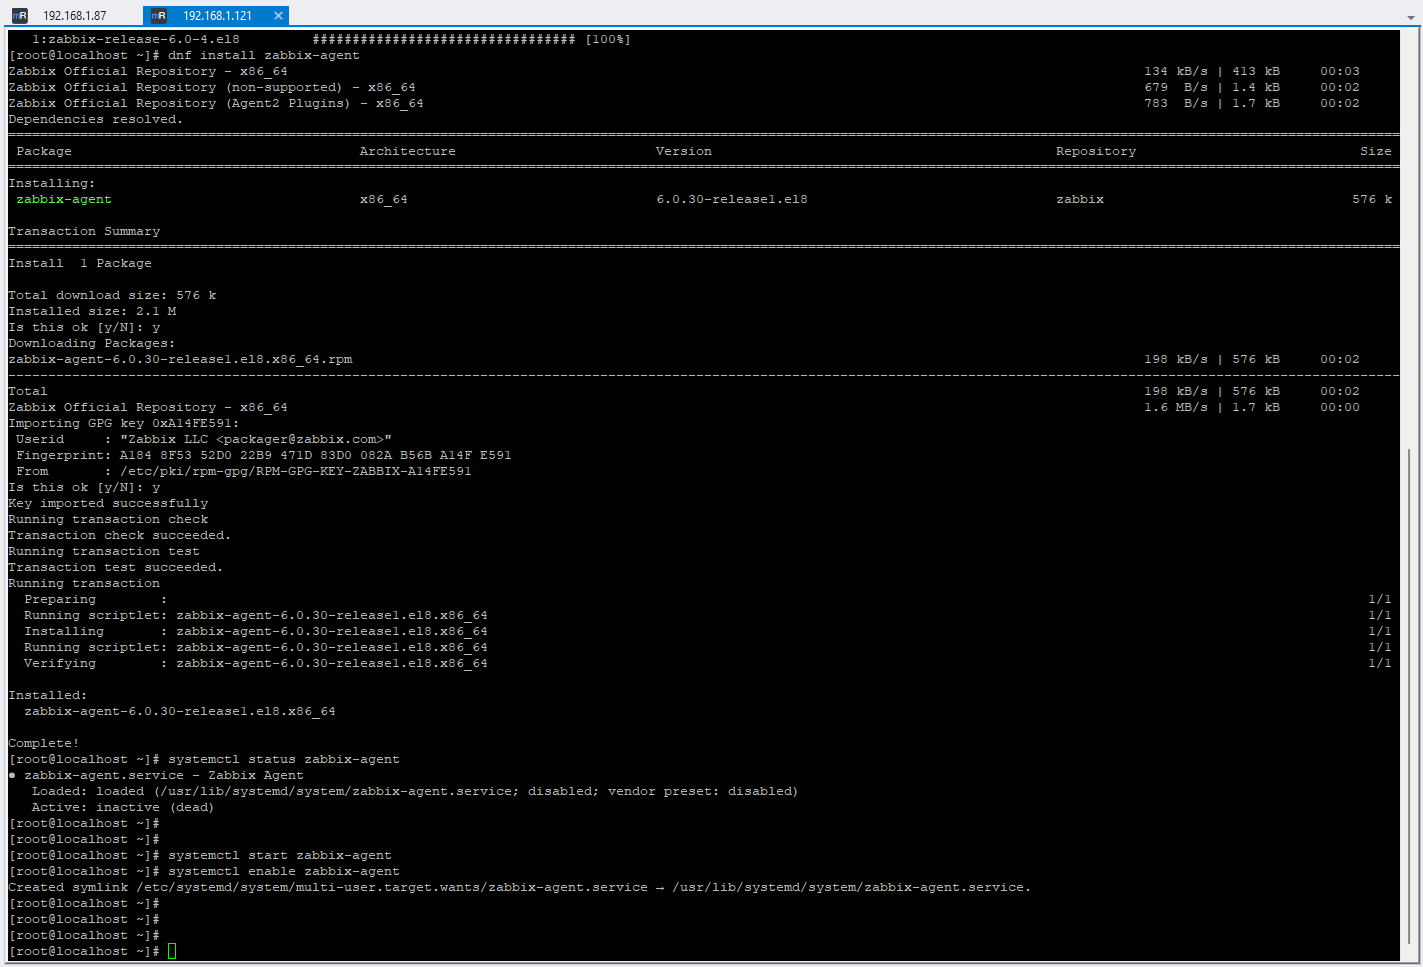 192.168.1.87 192.168.1.121
1:zabbix-release-6.0-4.el8 ################################# [100%]
[root@localhost ~]# dnf install zabbix-agent
Zabbix Official Repository - x86_64 134 kB/s | 413 kB 00:03
Zabbix Official Repository (non-supported) - x86_64 679 B/s | 1.4 kB 00:02
Zabbix Official Repository (Agent2 Plugins) - x86_64 783 B/s | 1.7 kB 00:02
Dependencies resolved.
Package Architecture Version Repository Size
Installing:
zabbix-agent x86_64 6.0.30-release1.el8 zabbix 576 k
Transaction Summary
Install 1 Package
Total download size: 576 k
Installed size: 2.1 M
Is this ok [y/N]: y
Downloading Packages:
zabbix-agent-6.0.30-release1.el8.x86_64.rpm 198 kB/s | 576 kB 00:02
Total 198 kB/s | 576 kB 00:02
Zabbix Official Repository - x86_64 1.6 MB/s | 1.7 kB 00:00
Importing GPG key 0xA14FE591:
Userid : "Zabbix LLC <packager@zabbix.com>"
Fingerprint: A184 8F53 52D0 22B9 471D 83D0 082A B56B A14F E591
From : /etc/pki/rpm-gpg/RPM-GPG-KEY-ZABBIX-A14FE591
Is this ok [y/N]: y
Key imported successfully
Running transaction check
Transaction check succeeded.
Running transaction test
Transaction test succeeded.
Running transaction
Preparing : 1/1
Running scriptlet: zabbix-agent-6.0.30-release1.el8.x86_64 1/1
Installing : zabbix-agent-6.0.30-release1.el8.x86_64 1/1
Running scriptlet: zabbix-agent-6.0.30-release1.el8.x86_64 1/1
Verifying : zabbix-agent-6.0.30-release1.el8.x86_64 1/1
Installed:
zabbix-agent-6.0.30-release1.el8.x86_64
Complete!
[root@localhost ~]# systemctl status zabbix-agent
● zabbix-agent.service - Zabbix Agent
Loaded: loaded (/usr/lib/systemd/system/zabbix-agent.service; disabled; vendor preset: disabled)
Active: inactive (dead)
[root@localhost ~]#
[root@localhost ~]#
[root@localhost ~]# systemctl start zabbix-agent
[root@localhost ~]# systemctl enable zabbix-agent
Created symlink /etc/systemd/system/multi-user.target.wants/zabbix-agent.service → /usr/lib/systemd/system/zabbix-agent.service.
[root@localhost ~]#
[root@localhost ~]#
[root@localhost ~]#
[root@localhost ~]#